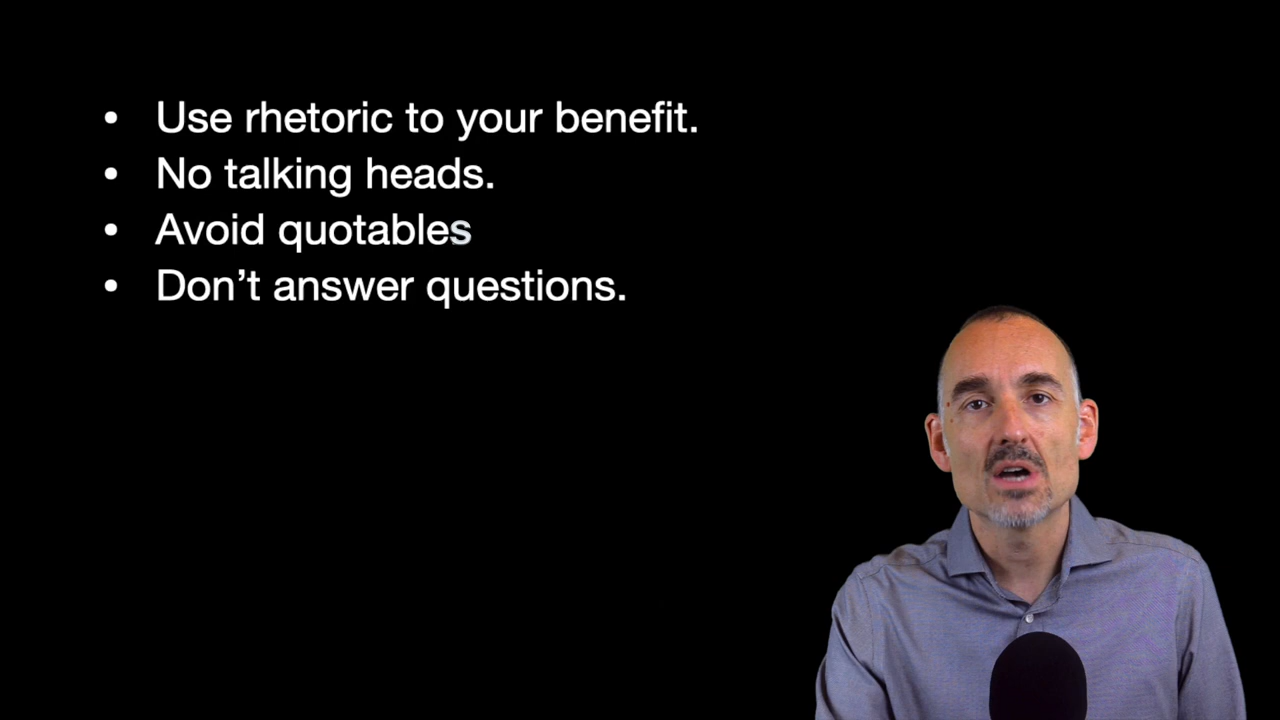 • Use rhetoric to your benefit.
• No talking heads.
• Avoid quotables
• Don’t answer questions.